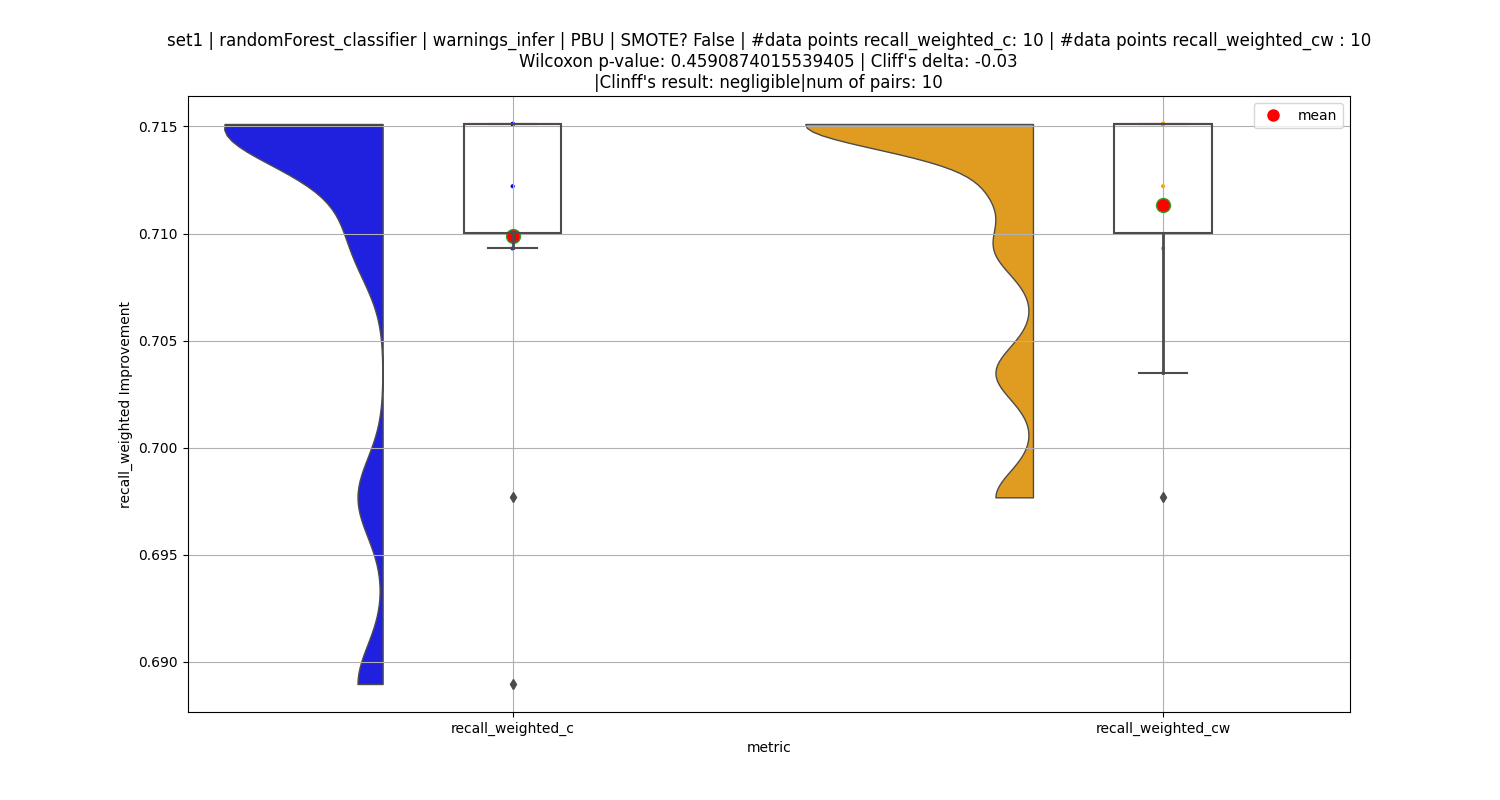 set1 | randomForest_classifier | warnings_infer | PBU | SMOTE? False | #data points recall_weighted_c: 10 | #data points recall_weighted_cw : 10
Wilcoxon p-value: 0.4590874015539405 | Cliff's delta: -0.03
|Clinff's result: negligible|num of pairs: 10
mean
0.715
0.710
0.705
0.700
0.695
0.690
recall_weighted Improvement
recall_weighted_c
recall_weighted_cw
metric